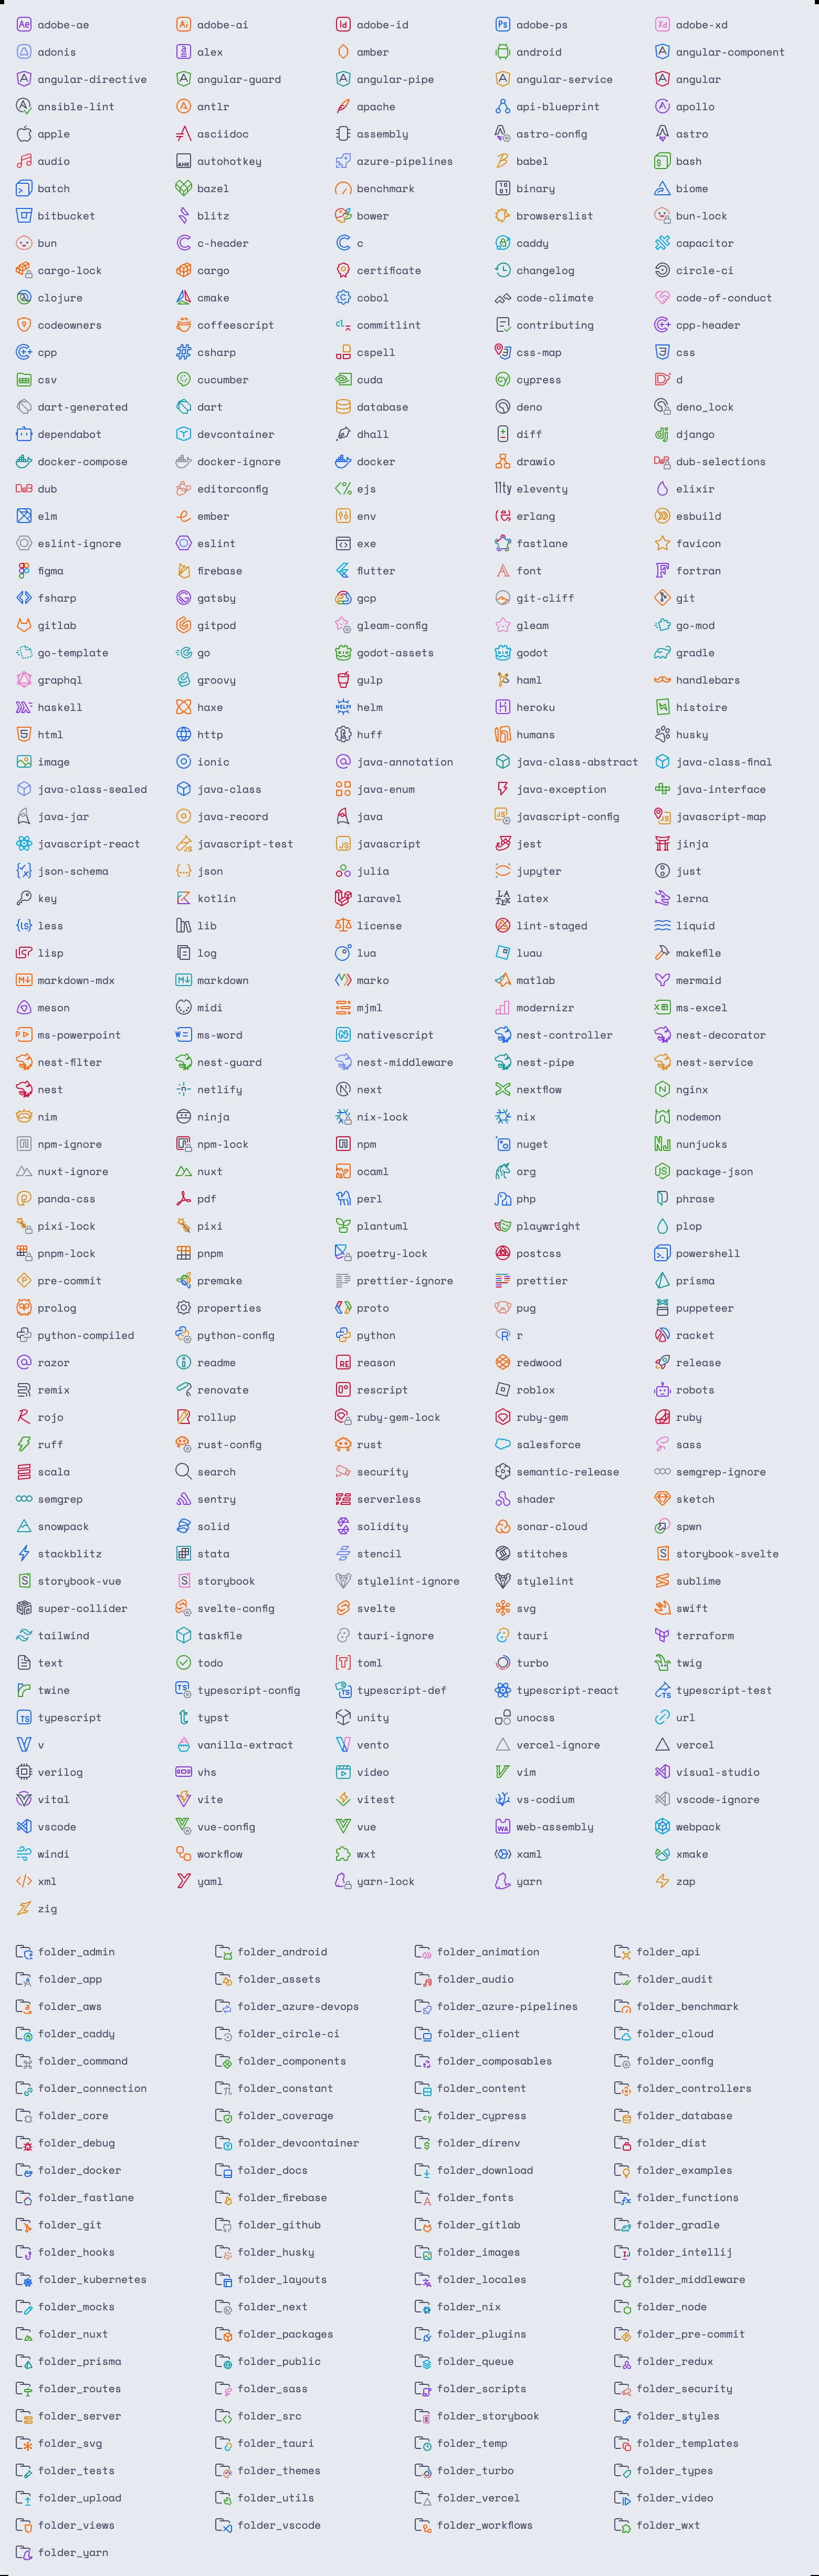 adobe-ae adobe-ai adobe-id adobe-ps adobe-xd
adonis alex amber android angular-component
angular-directive angular-guard angular-pipe angular-service angular
ansible-lint antlr apache api-blueprint apollo
apple asciidoc assembly astro-config astro
audio autohotkey azure-pipelines babel bash
batch bazel benchmark binary biome
bitbucket blitz bower browserslist bun-lock
bun c-header c caddy capacitor
cargo-lock cargo certificate changelog circle-ci
clojure cmake cobol code-climate code-of-conduct
codeowners coffeescript commitlint contributing cpp-header
cpp csharp cspell css-map css
csv cucumber cuda cypress d
dart-generated dart database deno deno_lock
dependabot devcontainer dhall diff django
docker-compose docker-ignore docker drawio dub-selections
dub editorconfig ejs eleventy elixir
elm ember env erlang esbuild
eslint-ignore eslint exe fastlane favicon
figma firebase flutter font fortran
fsharp gatsby gcp git-cliff git
gitlab gitpod gleam-config gleam go-mod
go-template go godot-assets godot gradle
graphql groovy gulp haml handlebars
haskell haxe helm heroku histoire
html http huff humans husky
image ionic java-annotation java-class-abstract java-class-final
java-class-sealed java-class java-enum java-exception java-interface
java-jar java-record java javascript-config javascript-map
javascript-react javascript-test javascript jest jinja
json-schema json julia jupyter just
key kotlin laravel latex lerna
less lib license lint-staged liquid
lisp log lua luau makefile
markdown-mdx markdown marko matlab mermaid
meson midi mjml modernizr ms-excel
ms-powerpoint ms-word nativescript nest-controller nest-decorator
nest-filter nest-guard nest-middleware nest-pipe nest-service
nest netlify next nextflow nginx
nim ninja nix-lock nix nodemon
npm-ignore npm-lock npm nuget nunjucks
nuxt-ignore nuxt ocaml org package-json
panda-css pdf perl php phrase
pixi-lock pixi plantuml playwright plop
pnpm-lock pnpm poetry-lock postcss powershell
pre-commit premake prettier-ignore prettier prisma
prolog properties proto pug puppeteer
python-compiled python-config python r racket
razor readme reason redwood release
remix renovate rescript roblox robots
rojo rollup ruby-gem-lock ruby-gem ruby
ruff rust-config rust salesforce sass
scala search security semantic-release semgrep-ignore
semgrep sentry serverless shader sketch
snowpack solid solidity sonar-cloud spwn
stackblitz stata stencil stitches storybook-svelte
storybook-vue storybook stylelint-ignore stylelint sublime
super-collider svelte-config svelte svg swift
tailwind taskfile tauri-ignore tauri terraform
text todo toml turbo twig
twine typescript-config typescript-def typescript-react typescript-test
typescript typst unity unocss url
v vanilla-extract vento vercel-ignore vercel
verilog vhs video vim visual-studio
vital vite vitest vs-codium vscode-ignore
vscode vue-config vue web-assembly webpack
windi workflow wxt xaml xmake
xml yaml yarn-lock yarn zap
zig
folder_admin folder_android folder_animation folder_api
folder_app folder_assets folder_audio folder_audit
folder_aws folder_azure-devops folder_azure-pipelines folder_benchmark
folder_caddy folder_circle-ci folder_client folder_cloud
folder_command folder_components folder_composables folder_config
folder_connection folder_constant folder_content folder_controllers
folder_core folder_coverage folder_cypress folder_database
folder_debug folder_devcontainer folder_direnv folder_dist
folder_docker folder_docs folder_download folder_examples
folder_fastlane folder_firebase folder_fonts folder_functions
folder_git folder_github folder_gitlab folder_gradle
folder_hooks folder_husky folder_images folder_intellij
folder_kubernetes folder_layouts folder_locales folder_middleware
folder_mocks folder_next folder_nix folder_node
folder_nuxt folder_packages folder_plugins folder_pre-commit
folder_prisma folder_public folder_queue folder_redux
folder_routes folder_sass folder_scripts folder_security
folder_server folder_src folder_storybook folder_styles
folder_svg folder_tauri folder_temp folder_templates
folder_tests folder_themes folder_turbo folder_types
folder_upload folder_utils folder_vercel folder_video
folder_views folder_vscode folder_workflows folder_wxt
folder_yarn